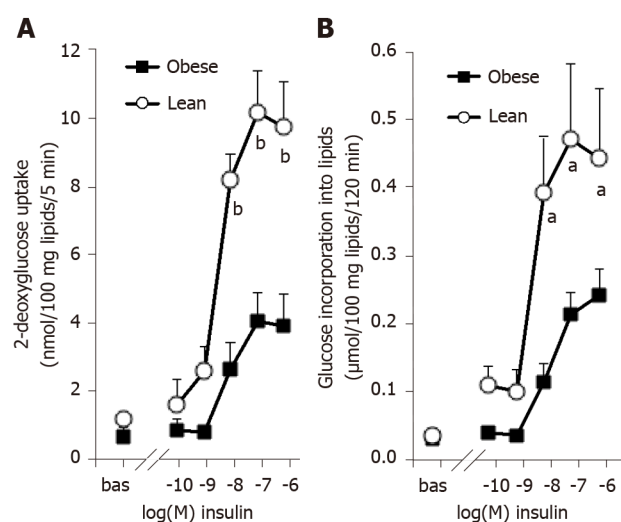 A
12
10
8
6
4
2
0
2-deoxyglucose uptake
(nmol/100 mg lipids/5 min)
Obese
Lean
b
b
b
bas
-10
-9
-8
-7
-6
log(M) insulin
B
0.6
0.5
0.4
0.3
0.2
0.1
0.0
Glucose incorporation into lipids
(µmol/100 mg lipids/120 min)
Obese
Lean
a
a
a
bas
-10
-9
-8
-7
-6
log(M) insulin